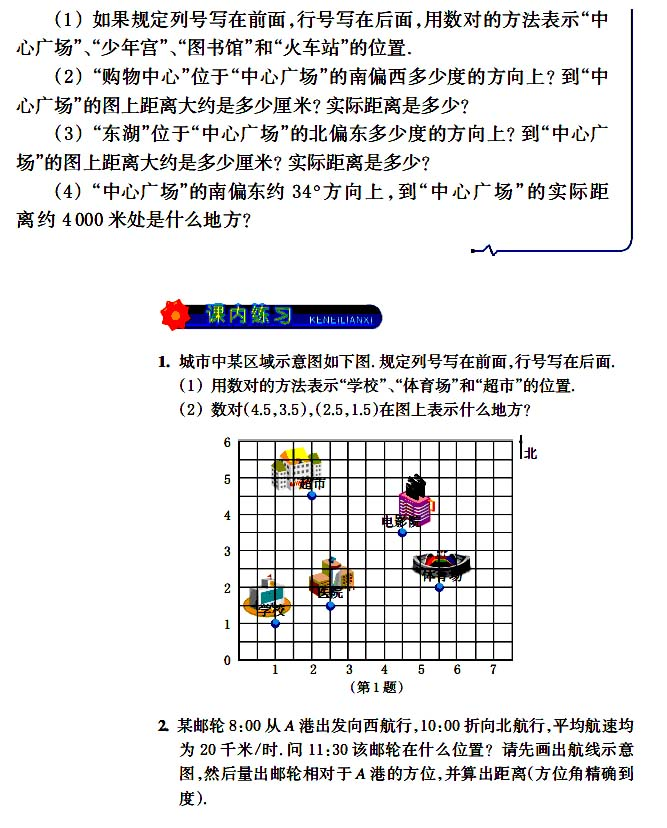 (1) 如果规定列号写在前面,行号写在后面,用数对的方法表示“中
心广场”、“少年宫”、“图书馆”和“火车站”的位置.
(2) “购物中心”位于“中心广场”的南偏西多少度的方向上? 到“中
心广场”的图上距离大约是多少厘米? 实际距离是多少?
(3) “东湖”位于“中心广场”的北偏东多少度的方向上? 到“中心广
场”的图上距离大约是多少厘米? 实际距离是多少?
(4) “中心广场”的南偏东约 34°方向上,到“中心广场”的实际距
离约 4000 米处是什么地方?
课内练习 KENEILIANXI
1. 城市中某区域示意图如下图. 规定列号写在前面,行号写在后面.
(1) 用数对的方法表示“学校”、“体育场”和“超市”的位置.
(2) 数对(4.5,3.5),(2.5,1.5)在图上表示什么地方?
6
北
5
超市
4
电影院
3
体育场
2
医院
学校
1
0
1 2 3 4 5 6 7
(第1题)
2. 某邮轮 8:00 从 A 港出发向西航行,10:00 折向北航行,平均航速均
为 20 千米/时. 问 11:30 该邮轮在什么位置? 请先画出航线示意
图,然后量出邮轮相对于 A 港的方位,并算出距离(方位角精确到
度).